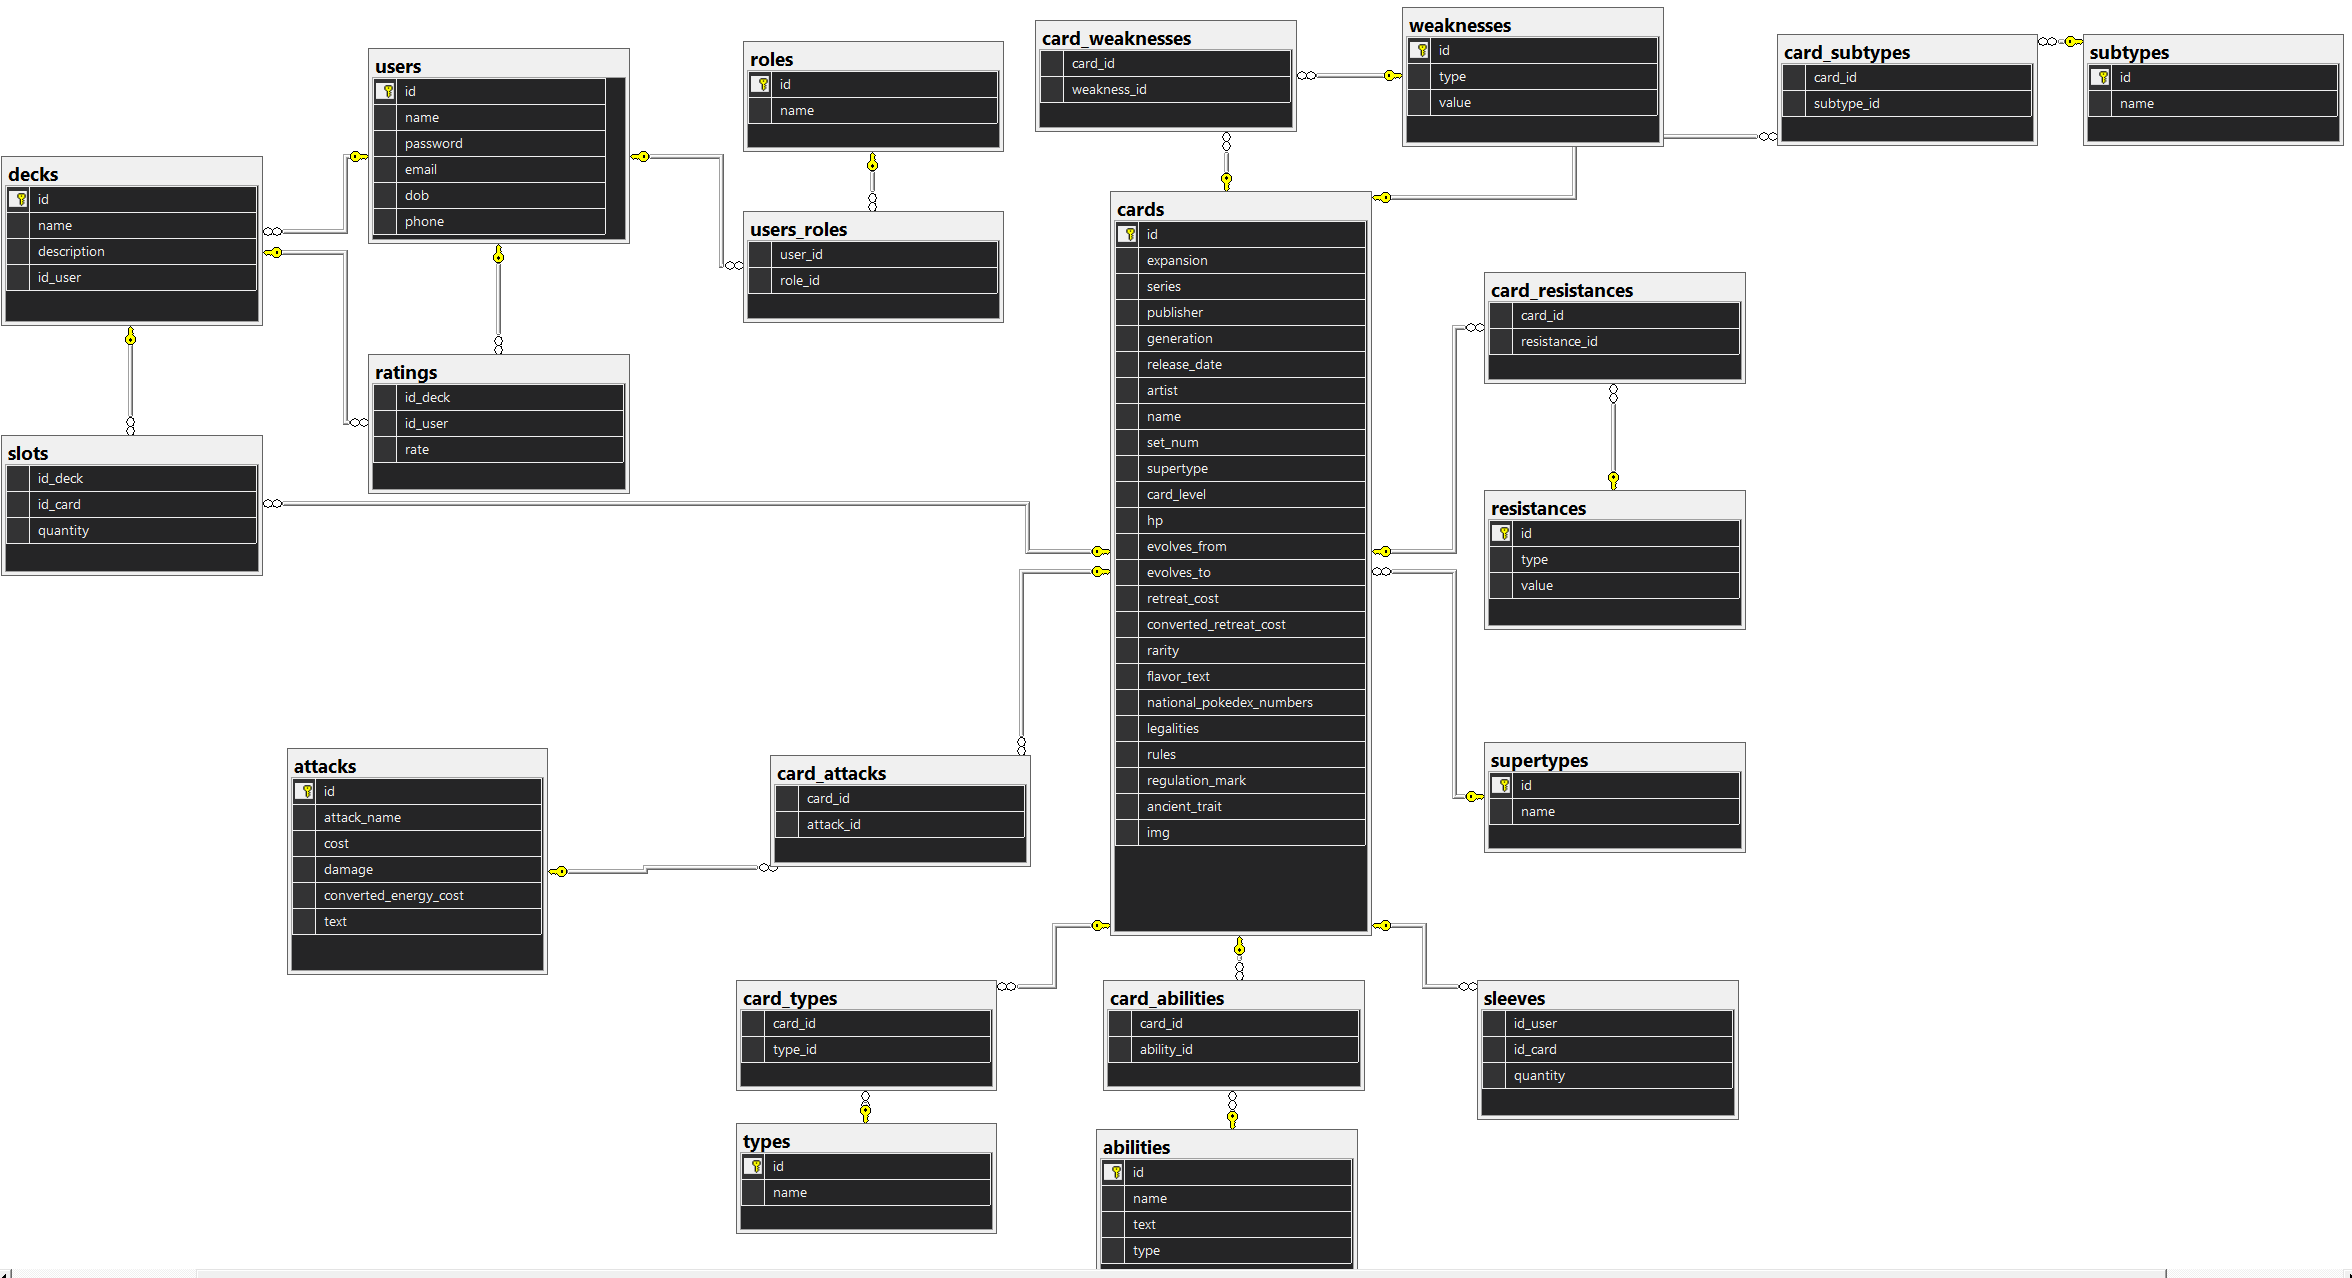 users
id
name
password
email
dob
phone
roles
id
name
card_weaknesses
card_id
weakness_id
weaknesses
id
type
value
card_subtypes
card_id
subtype_id
subtypes
id
name
decks
id
name
description
id_user
users_roles
user_id
role_id
cards
id
expansion
series
publisher
generation
release_date
artist
name
set_num
supertype
card_level
hp
evolves_from
evolves_to
retreat_cost
converted_retreat_cost
rarity
flavor_text
national_pokedex_numbers
legalities
rules
regulation_mark
ancient_trait
img
card_resistances
card_id
resistance_id
ratings
id_deck
id_user
rate
slots
id_deck
id_card
quantity
resistances
id
type
value
supertypes
id
name
attacks
id
attack_name
cost
damage
converted_energy_cost
text
card_attacks
card_id
attack_id
card_types
card_id
type_id
card_abilities
card_id
ability_id
sleeves
id_user
id_card
quantity
types
id
name
abilities
id
name
text
type